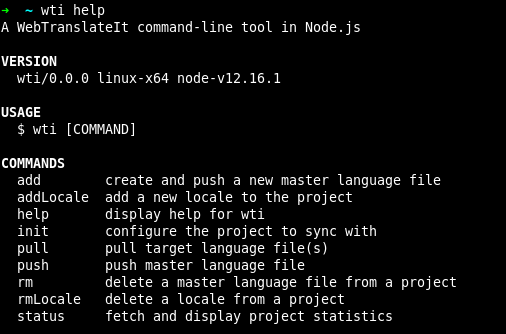 ➜  ~ wti help
A WebTranslateIt command-line tool in Node.js

VERSION
  wti/0.0.0 linux-x64 node-v12.16.1

USAGE
  $ wti [COMMAND]

COMMANDS
  add        create and push a new master language file
  addLocale  add a new locale to the project
  help       display help for wti
  init       configure the project to sync with
  pull       pull target language file(s)
  push       push master language file
  rm         delete a master language file from a project
  rmLocale   delete a locale from a project
  status     fetch and display project statistics